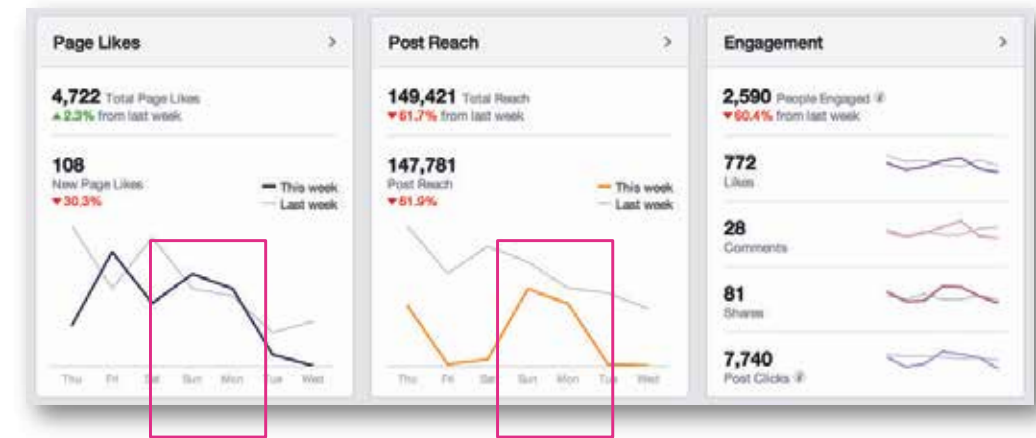 Page Likes
4,722 Total Page Likes
▲2.3% from last week
108
New Page Likes
▼30.3%
This week
Last week
Thu Fri Sat Sun Mon Tue Wed
Post Reach
149,421 Total Reach
▼61.7% from last week
147,781
Post Reach
▼61.9%
This week
Last week
Thu Fri Sat Sun Mon Tue Wed
Engagement
2,590 People Engaged
▼60.4% from last week
772
Likes
28
Comments
81
Shares
7,740
Post Clicks